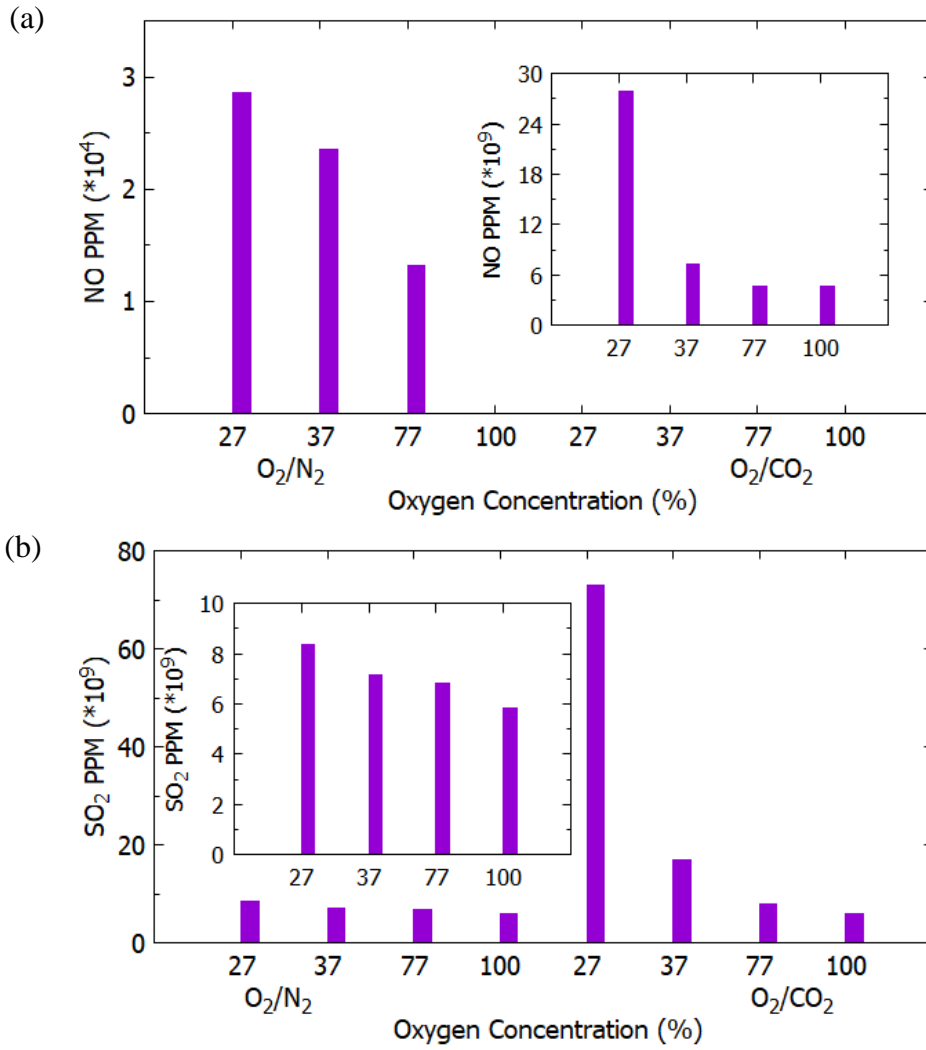 (a)
NO PPM (*10⁴)
3
2
1
0
27 37 77 100 27 37 77 100
O₂/N₂ O₂/CO₂
Oxygen Concentration (%)
NO PPM (*10⁹)
30
24
18
12
6
0
27 37 77 100
(b)
SO₂ PPM (*10⁹)
80
60
40
20
0
27 37 77 100 27 37 77 100
O₂/N₂ O₂/CO₂
Oxygen Concentration (%)
SO₂ PPM (*10⁹)
10
8
6
4
2
0
27 37 77 100